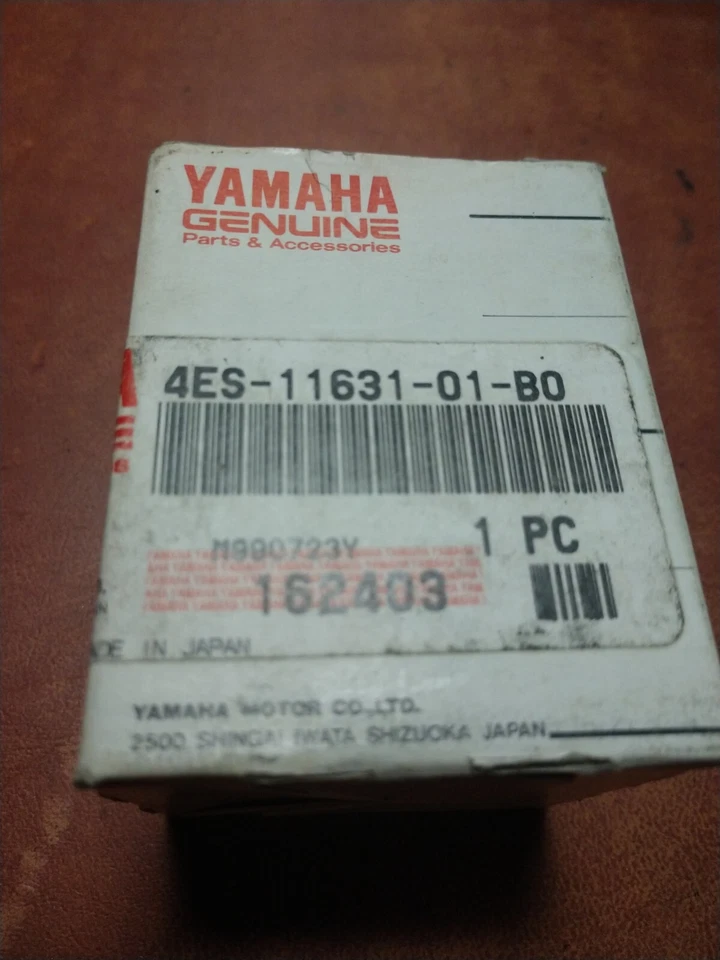 YAMAHA
GENUINE
Parts & Accessories
4ES-11631-01-B0
M990723Y
1 PC
162403
DE IN JAPAN
YAMAHA MOTOR CO.,LTD.
2500 SHINGAI IWATA SHIZUOKA JAPAN